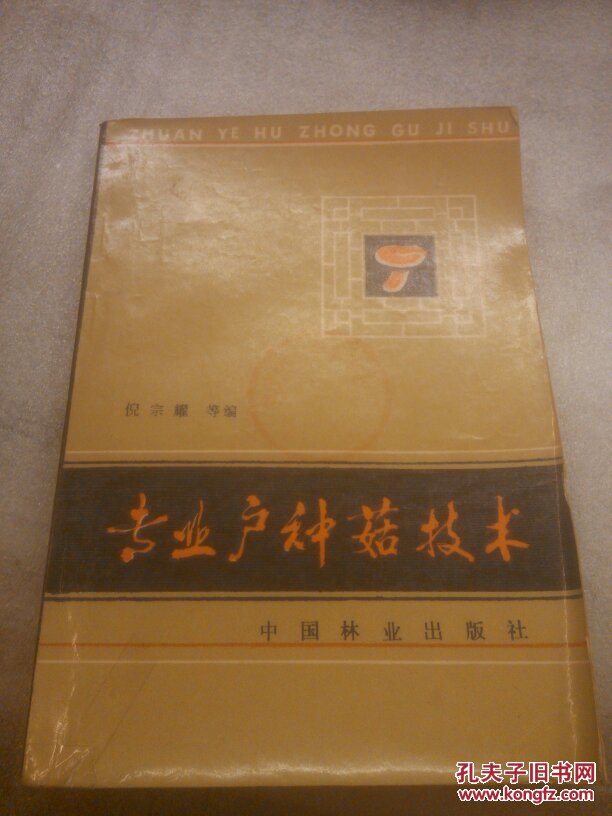 ZHUAN YE HU ZHONG GU JI SHU
倪宗耀 等编
专业户种菇技术
中国林业出版社
孔夫子旧书网
www.kongfz.com